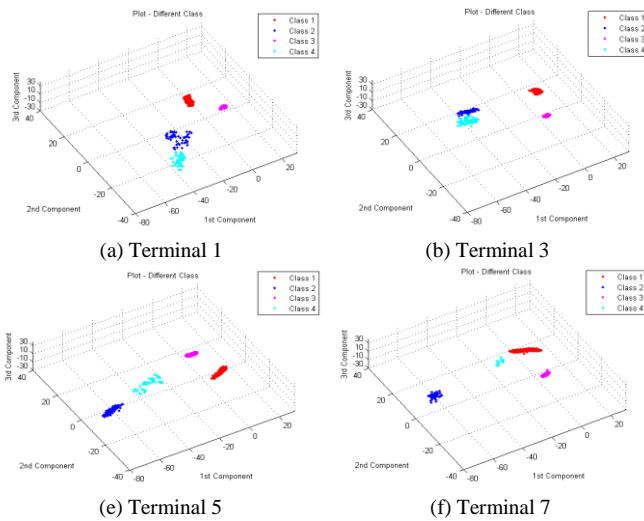 Plot - Different Class
Class 1
Class 2
Class 3
Class 4
3rd Component
30
10
-10
-30
40
20
0
-20
-40
2nd Component
-80
-60
-40
-20
0
20
1st Component
(a) Terminal 1
Plot - Different Class
Class 1
Class 2
Class 3
Class 4
3rd Component
30
10
-10
-30
40
20
0
-20
-40
2nd Component
-80
-60
-40
-20
0
20
1st Component
(b) Terminal 3
Plot - Different Class
Class 1
Class 2
Class 3
Class 4
3rd Component
30
10
-10
-30
40
20
0
-20
-40
2nd Component
-80
-60
-40
-20
0
20
1st Component
(e) Terminal 5
Plot - Different Class
Class 1
Class 2
Class 3
Class 4
3rd Component
30
10
-10
-30
40
20
0
-20
-40
2nd Component
-80
-60
-40
-20
0
20
1st Component
(f) Terminal 7